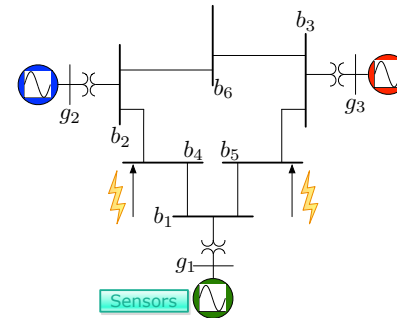 b₃
b₆
g₂
g₃
b₂
b₄ b₅
b₁
g₁
Sensors